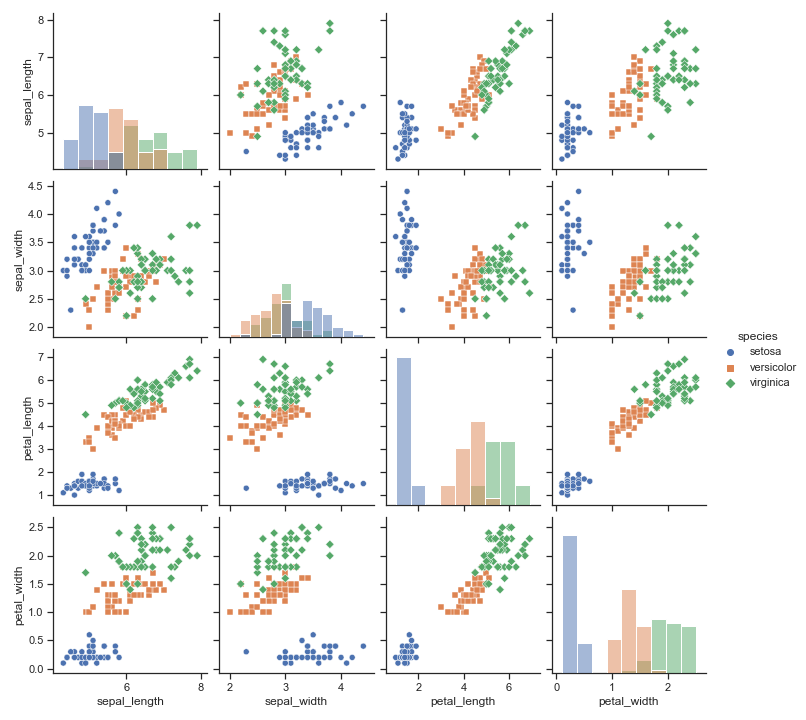 sepal_length
8
7
6
5
sepal_width
4.5
4.0
3.5
3.0
2.5
2.0
species
setosa
versicolor
virginica
petal_length
7
6
5
4
3
2
1
petal_width
2.5
2.0
1.5
1.0
0.5
0.0
6 8 2 3 4 2 4 6 0 1 2
sepal_length sepal_width petal_length petal_width